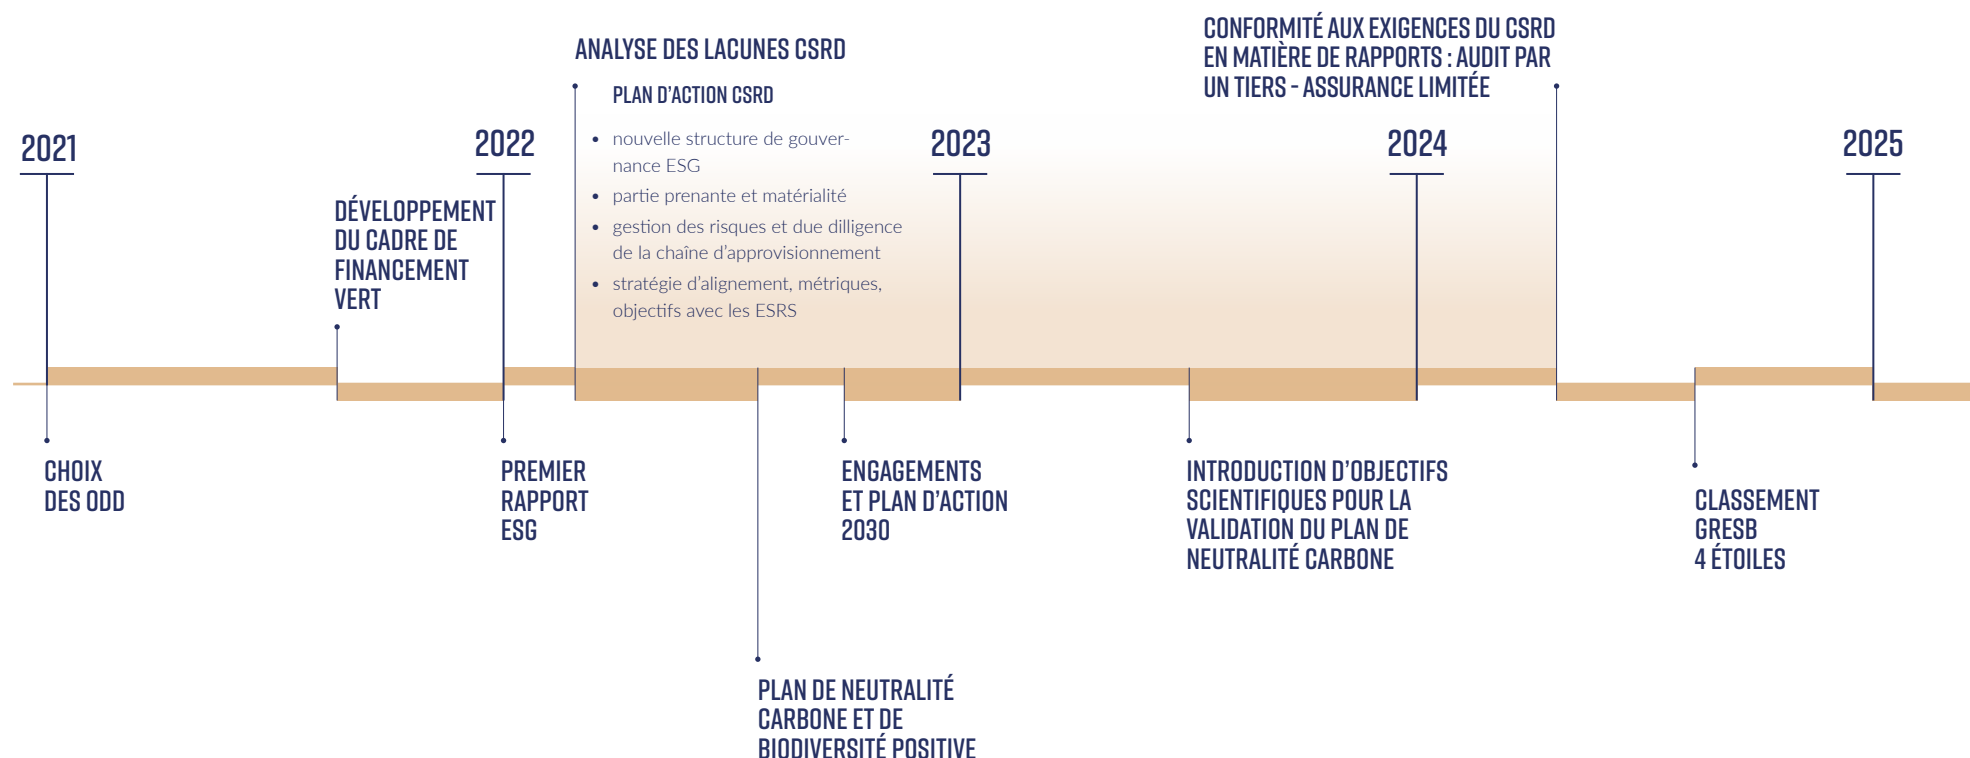 2021
CHOIX
DES ODD
DÉVELOPPEMENT
DU CADRE DE
FINANCEMENT
VERT
2022
PREMIER
RAPPORT
ESG
ANALYSE DES LACUNES CSRD
PLAN D’ACTION CSRD
• nouvelle structure de gouver-
nance ESG
• partie prenante et matérialité
• gestion des risques et due dilligence
de la chaîne d’approvisionnement
• stratégie d’alignement, métriques,
objectifs avec les ESRS
PLAN DE NEUTRALITÉ
CARBONE ET DE
BIODIVERSITÉ POSITIVE
ENGAGEMENTS
ET PLAN D’ACTION
2030
2023
INTRODUCTION D’OBJECTIFS
SCIENTIFIQUES POUR LA
VALIDATION DU PLAN DE
NEUTRALITÉ CARBONE
2024
CONFORMITÉ AUX EXIGENCES DU CSRD
EN MATIÈRE DE RAPPORTS : AUDIT PAR
UN TIERS - ASSURANCE LIMITÉE
CLASSEMENT
GRESB
4 ÉTOILES
2025